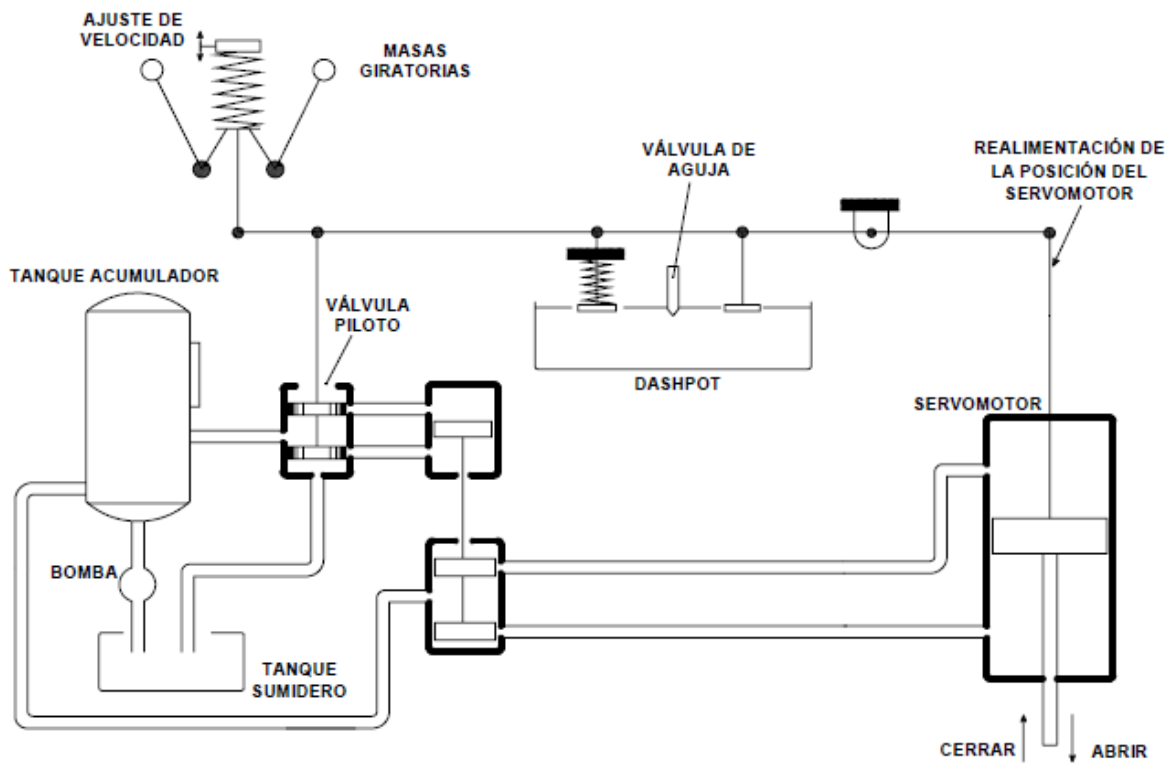 AJUSTE DE
VELOCIDAD
MASAS
GIRATORIAS
VÁLVULA DE
AGUJA
REALIMENTACIÓN DE
LA POSICIÓN DEL
SERVOMOTOR
TANQUE ACUMULADOR
VÁLVULA
PILOTO
DASHPOT
SERVOMOTOR
BOMBA
TANQUE
SUMIDERO
CERRAR
ABRIR